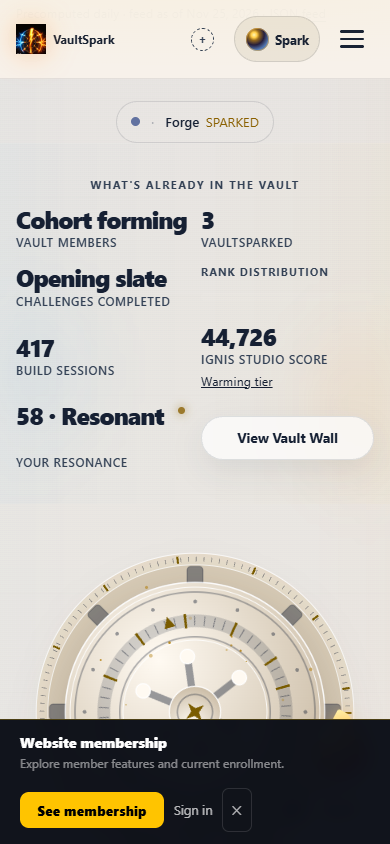 VaultSpark
+
Spark
· Forge SPARKED
WHAT'S ALREADY IN THE VAULT
Cohort forming
VAULT MEMBERS
3
VAULTSPARKED
Opening slate
CHALLENGES COMPLETED
RANK DISTRIBUTION
417
BUILD SESSIONS
44,726
IGNIS STUDIO SCORE
Warming tier
58 · Resonant
YOUR RESONANCE
View Vault Wall
Website membership
Explore member features and current enrollment.
See membership
Sign in
×